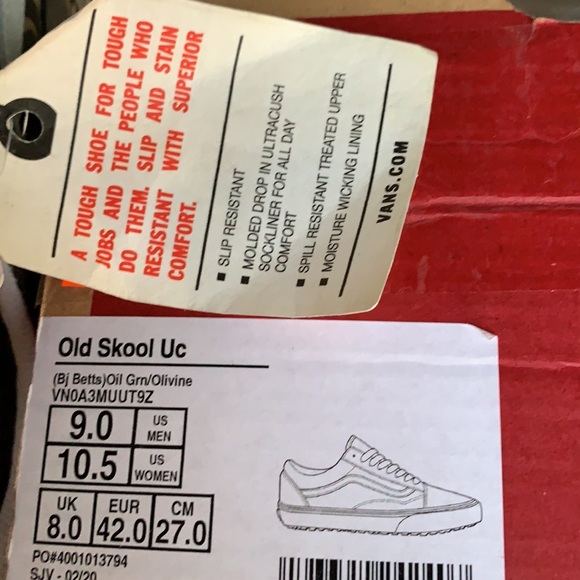 A TOUGH SHOE FOR TOUGH
JOBS AND THE PEOPLE WHO
DO THEM. SLIP AND STAIN
RESISTANT WITH SUPERIOR
COMFORT.
■ SLIP RESISTANT
■ MOLDED DROP IN ULTRACUSH
SOCKLINER FOR ALL DAY
COMFORT
■ SPILL RESISTANT TREATED UPPER
■ MOISTURE WICKING LINING
VANS.COM
Old Skool Uc
(Bj Betts)Oil Grn/Olivine
VN0A3MUUT9Z
9.0 US MEN
10.5 US WOMEN
UK EUR CM
8.0 42.0 27.0
PO#4001013794
SJV - 02/20